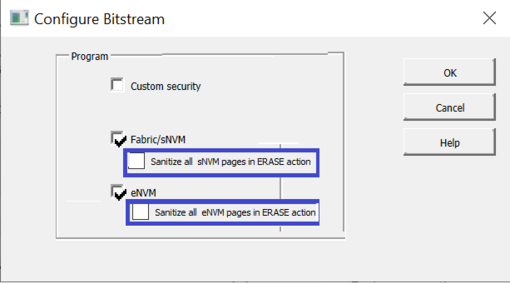 Configure Bitstream
Program
Custom security
Fabric/sNVM
Sanitize all sNVM pages in ERASE action
eNVM
Sanitize all eNVM pages in ERASE action
OK
Cancel
Help